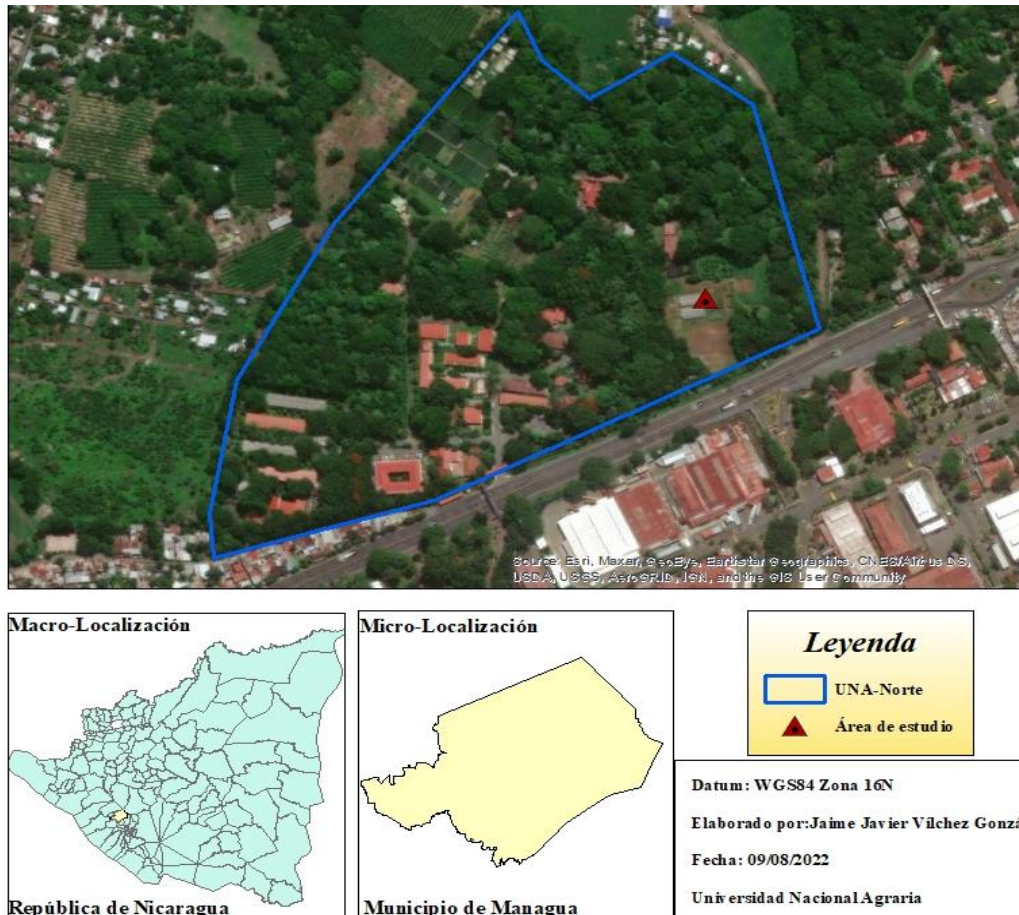 Source: Esri, Maxar, GeoEye, Earthstar Geographics, CNES/Airbus DS,
USDA, USGS, AeroGRID, IGN, and the GIS User Community
Macro-Localización
República de Nicaragua
Micro-Localización
Municipio de Managua
Leyenda
UNA-Norte
Área de estudio
Datum: WGS84 Zona 16N
Elaborado por:Jaime Javier Vílchez Gonzá
Fecha: 09/08/2022
Universidad Nacional Agraria